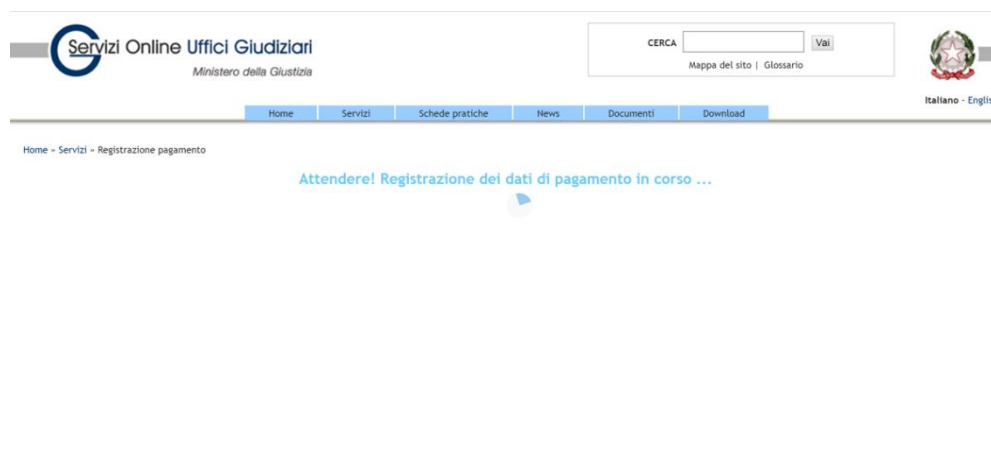 Servizi Online Uffici Giudiziari
Ministero della Giustizia
CERCA Vai
Mappa del sito | Glossario
Italiano - Englis
Home Servizi Schede pratiche News Documenti Download
Home » Servizi » Registrazione pagamento
Attendere! Registrazione dei dati di pagamento in corso ...